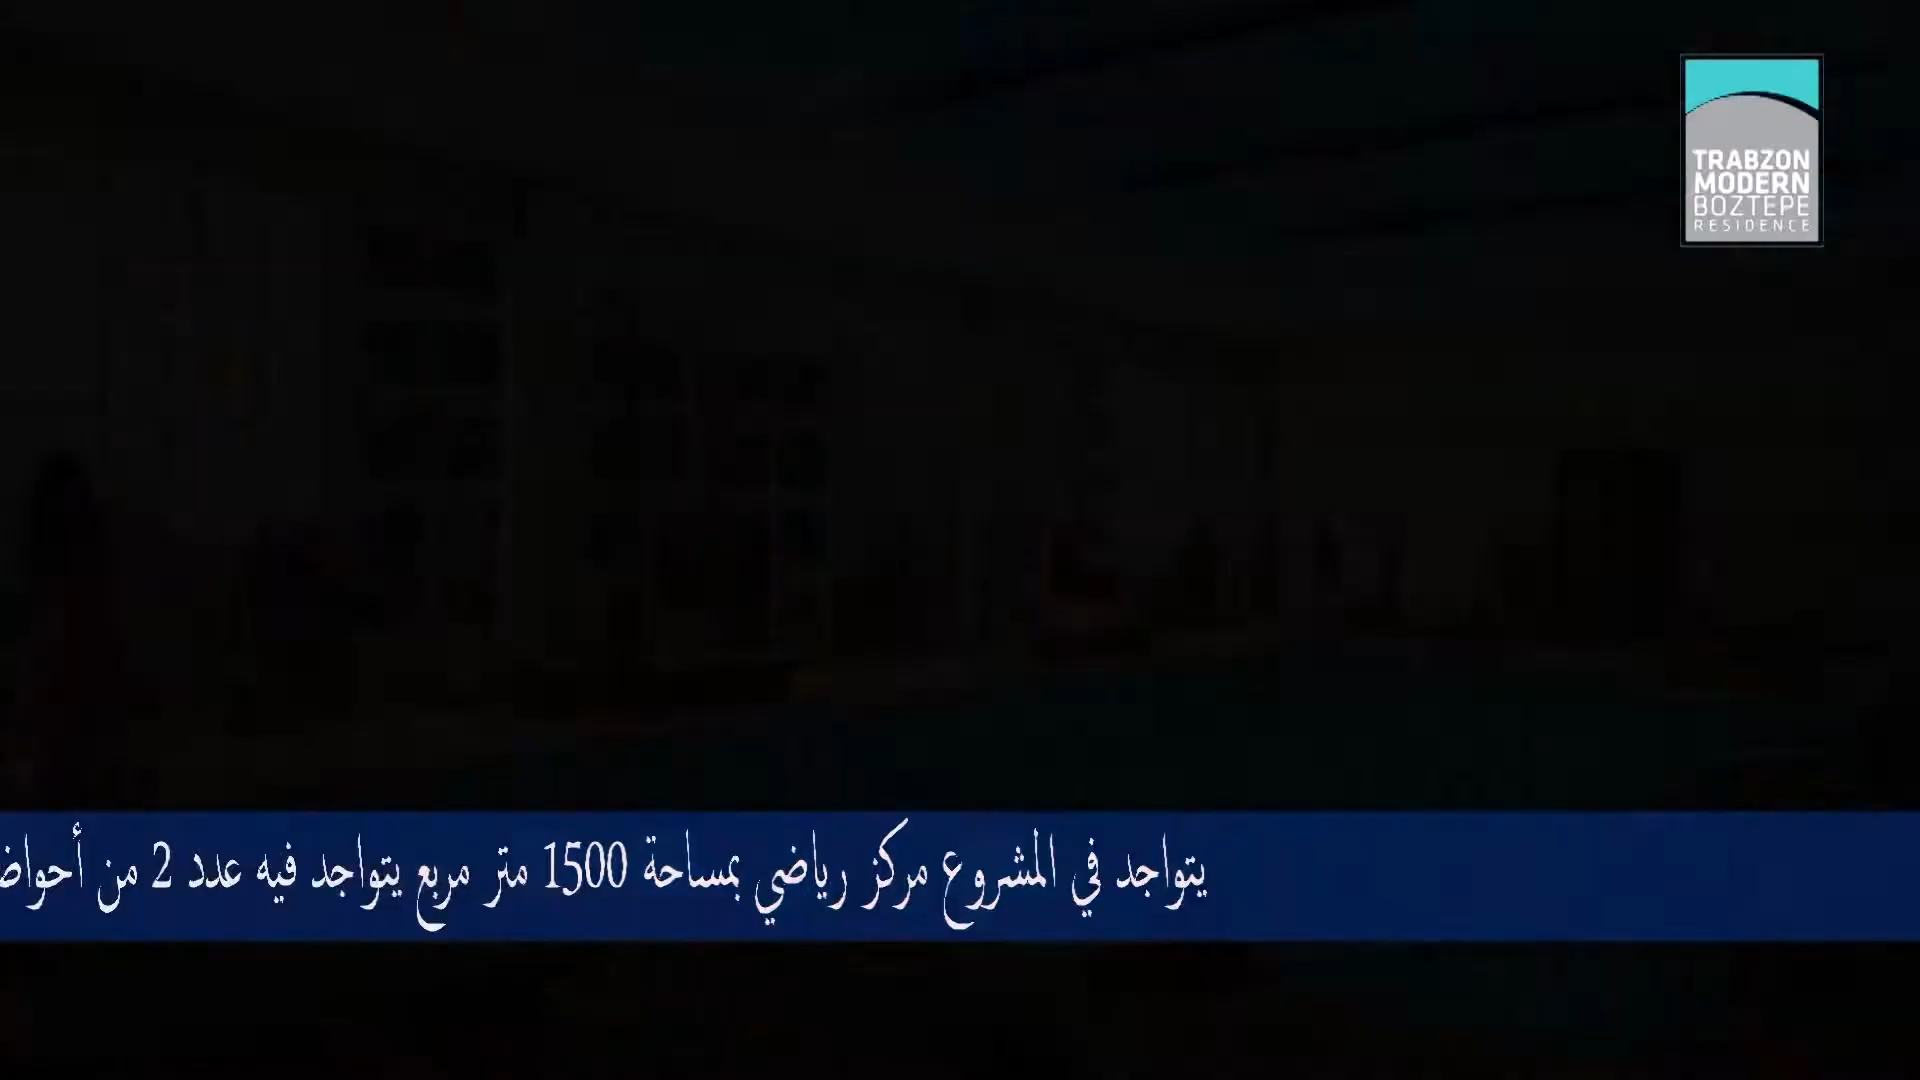 TRABZON
MODERN
BOZTEPE
RESIDENCE
يتواجد في المشروع مركز رياضي بمساحة 1500 متر مربع يتواجد فيه عدد 2 من